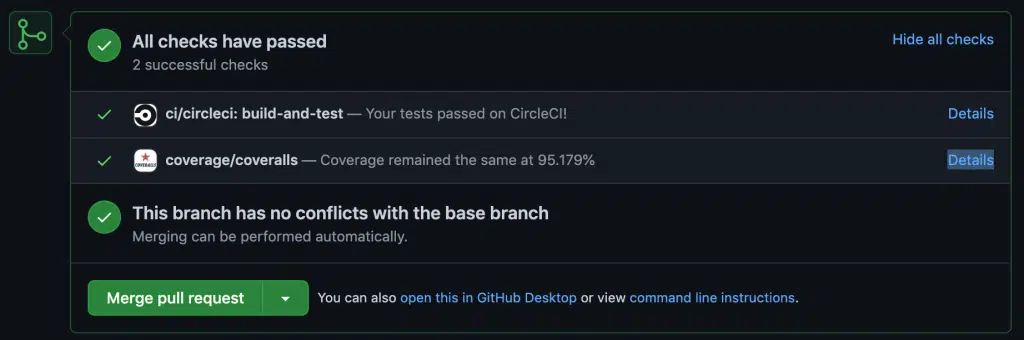 All checks have passed
Hide all checks
2 successful checks
ci/circleci: build-and-test — Your tests passed on CircleCI!
Details
COVERALLS
coverage/coveralls — Coverage remained the same at 95.179%
Details
This branch has no conflicts with the base branch
Merging can be performed automatically.
Merge pull request
You can also open this in GitHub Desktop or view command line instructions.